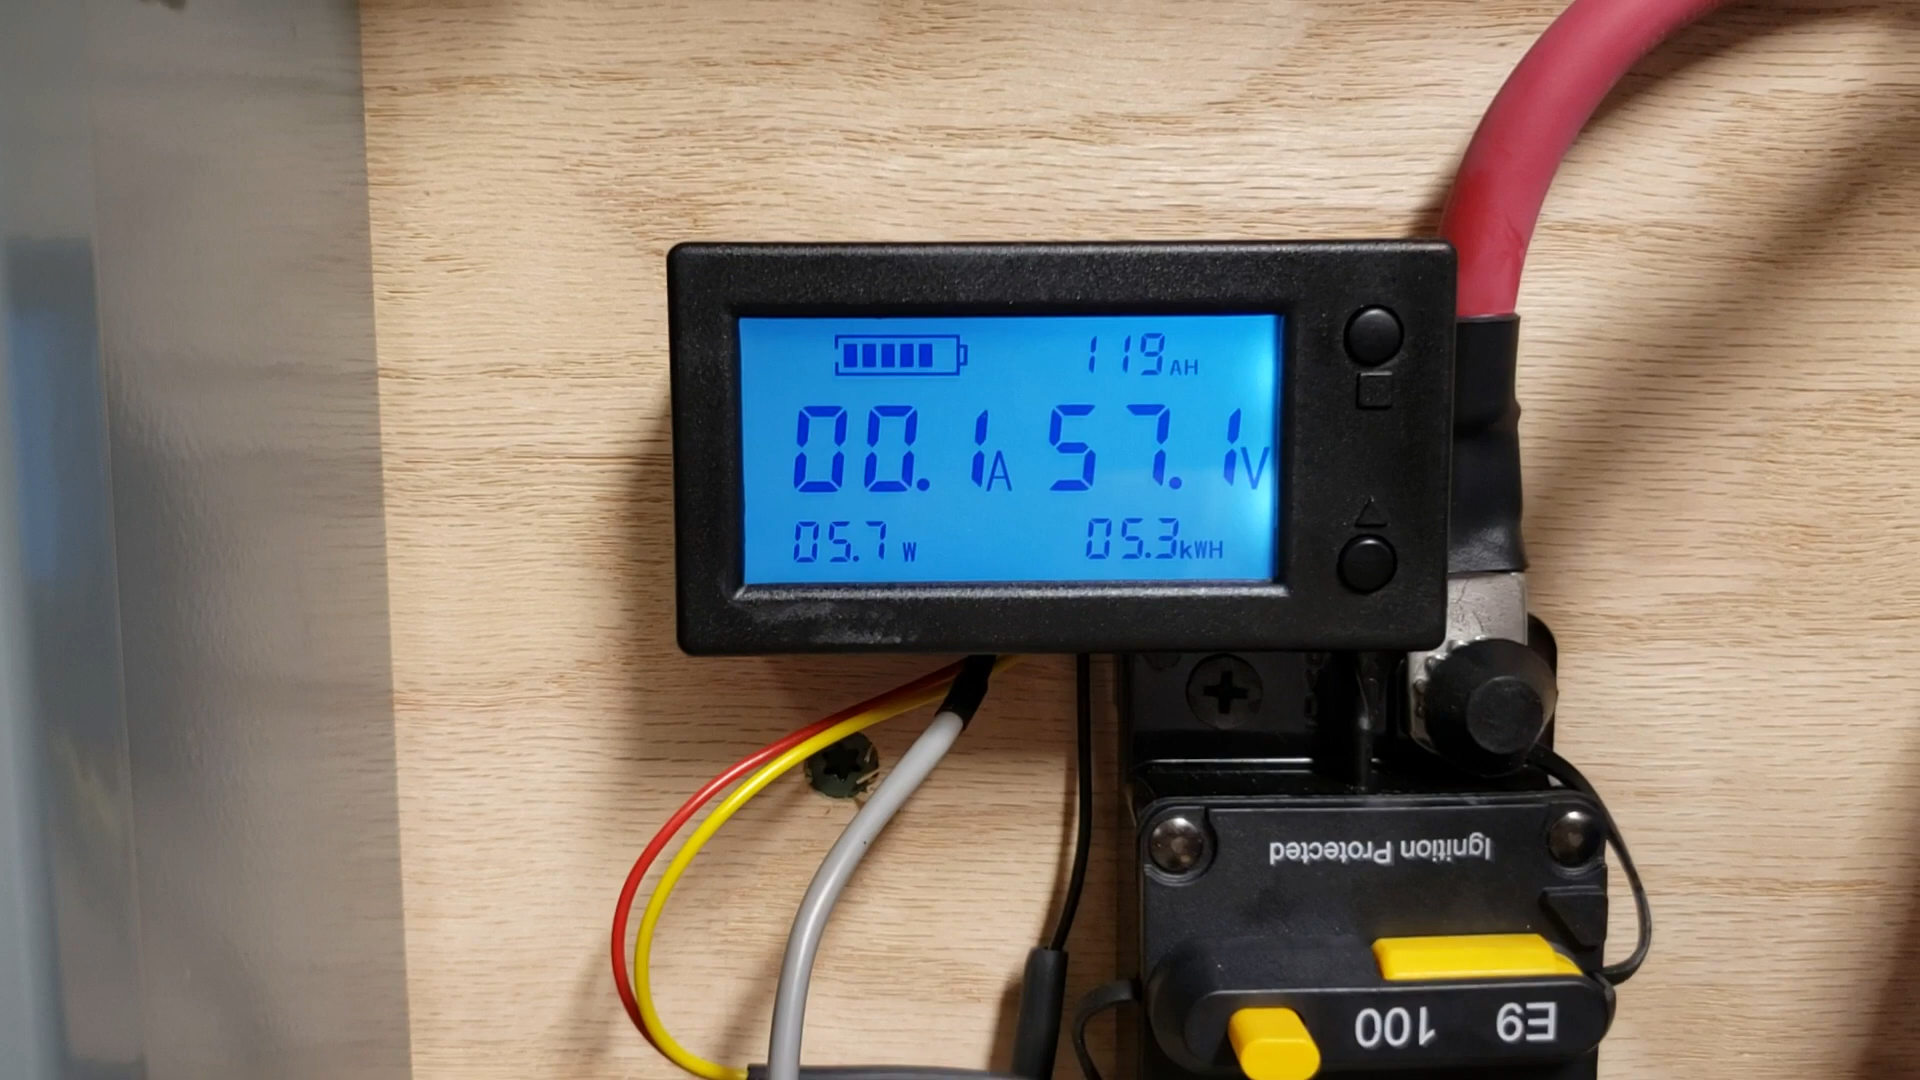 119AH
00.1A 57.1V
05.7W 05.3kWH
Ignition Protected
E9 100